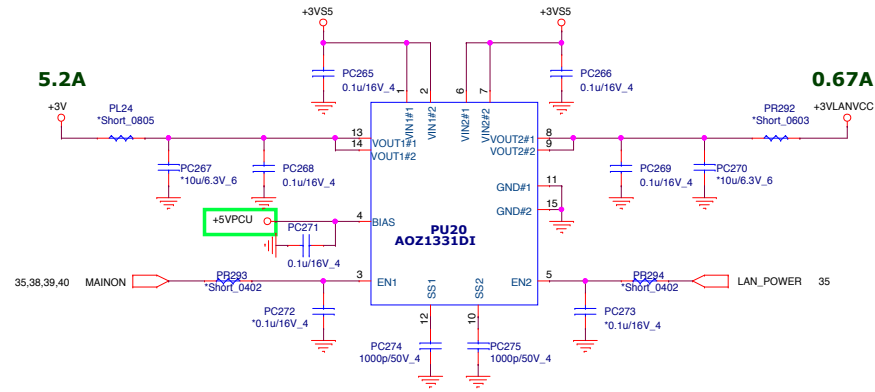 +3VS5
+3VS5
5.2A
0.67A
PC265
0.1u/16V_4
PC266
0.1u/16V_4
1
2
6
7
VIN1#1
VIN1#2
VIN2#1
VIN2#2
+3V
PL24
*Short_0805
PR292
*Short_0603
+3VLANVCC
13
14
VOUT1#1
VOUT1#2
VOUT2#1
VOUT2#2
8
9
PC267
*10u/6.3V_6
PC268
0.1u/16V_4
PC269
0.1u/16V_4
PC270
*10u/6.3V_6
GND#1
11
GND#2
15
+5VPCU
4
BIAS
PC271
0.1u/16V_4
PU20
AOZ1331DI
35,38,39,40
MAINON
PR293
*Short_0402
3
EN1
EN2
5
PR294
*Short_0402
LAN_POWER
35
SS1
SS2
PC272
*0.1u/16V_4
PC273
*0.1u/16V_4
12
10
PC274
1000p/50V_4
PC275
1000p/50V_4